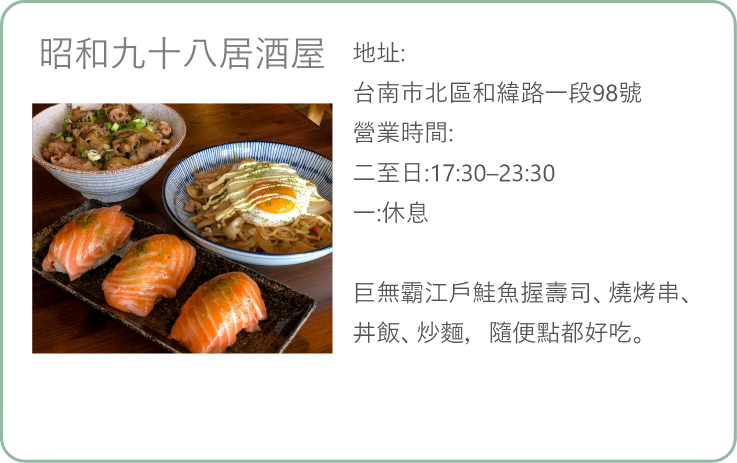 昭和九十八居酒屋
地址:
台南市北區和緯路一段98號
營業時間:
二至日:17:30–23:30
一:休息
巨無霸江戶鮭魚握壽司、燒烤串、
丼飯、炒麵，隨便點都好吃。